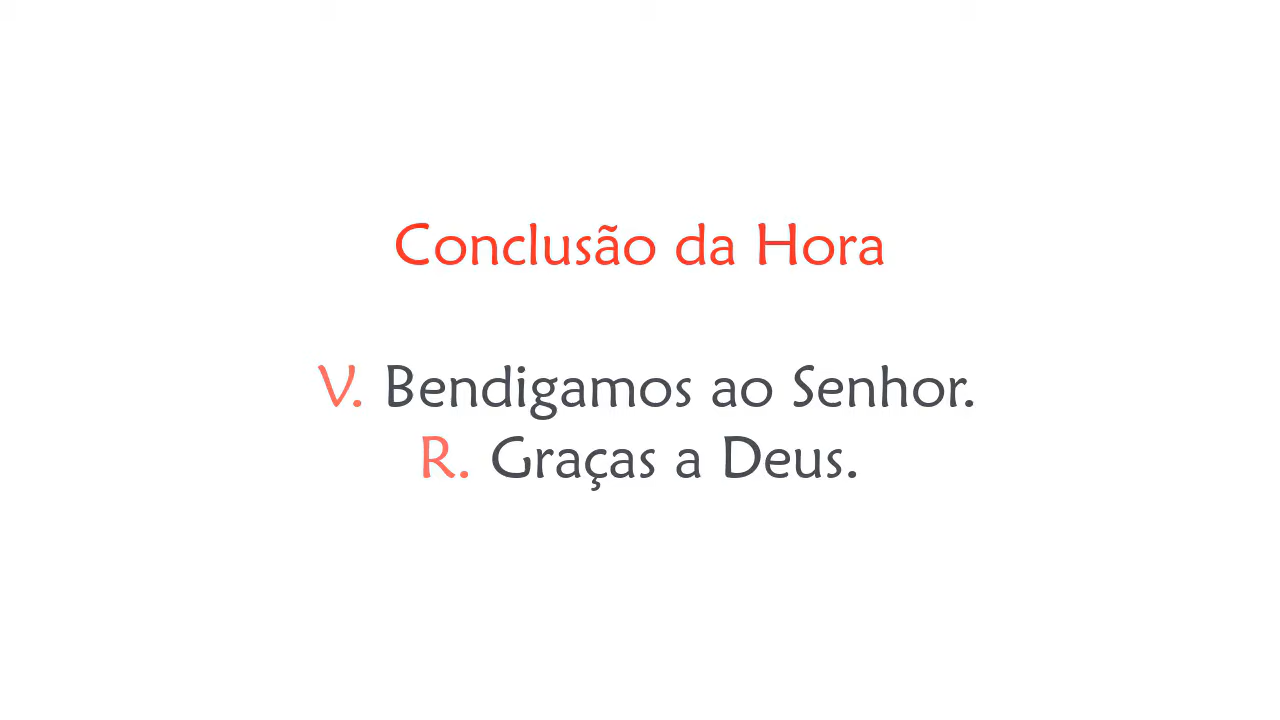 Conclusão da Hora
V. Bendigamos ao Senhor.
R. Graças a Deus.